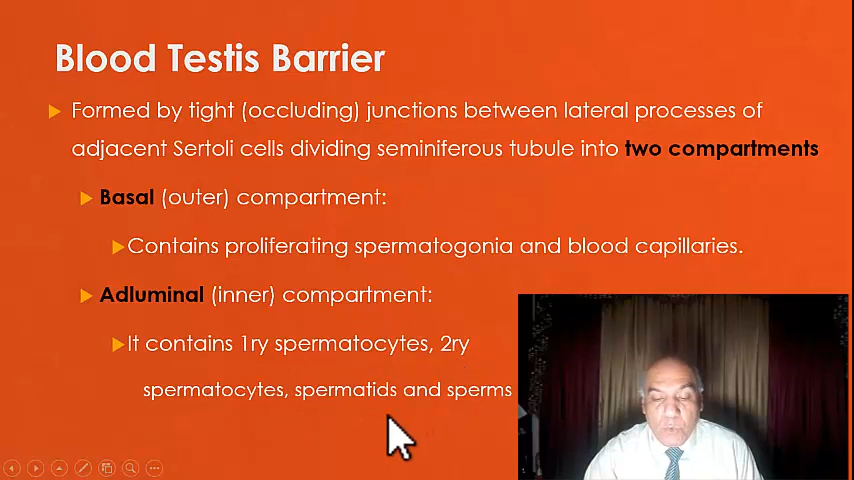 Blood Testis Barrier
Formed by tight (occluding) junctions between lateral processes of
adjacent Sertoli cells dividing seminiferous tubule into two compartments
Basal (outer) compartment:
Contains proliferating spermatogonia and blood capillaries.
Adluminal (inner) compartment:
It contains 1ry spermatocytes, 2ry
spermatocytes, spermatids and sperms